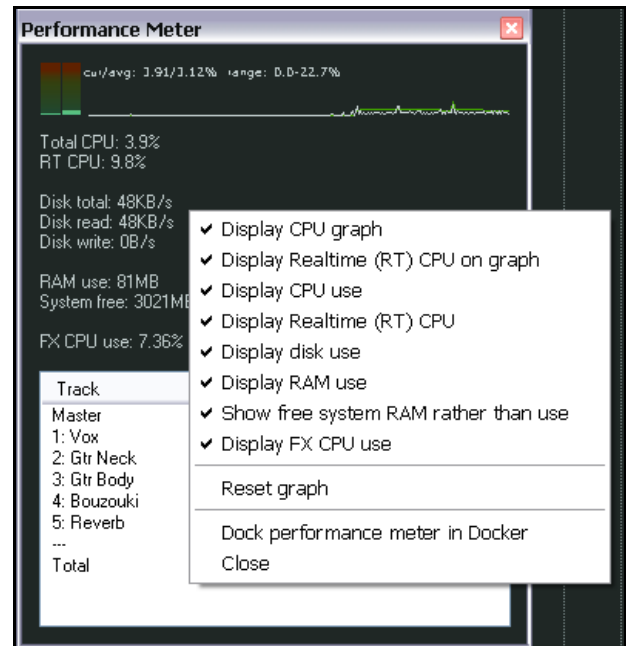 Performance Meter
cur/avg: 3.91/3.12% range: 0.0-22.7%
Total CPU: 3.9%
RT CPU: 9.8%
Disk total: 48KB/s
Disk read: 48KB/s
Disk write: 0B/s
RAM use: 81MB
System free: 3021M
FX CPU use: 7.36%
Track
Master
1: Vox
2: Gtr Neck
3: Gtr Body
4: Bouzouki
5: Reverb
---
Total
Display CPU graph
Display Realtime (RT) CPU on graph
Display CPU use
Display Realtime (RT) CPU
Display disk use
Display RAM use
Show free system RAM rather than use
Display FX CPU use
Reset graph
Dock performance meter in Docker
Close